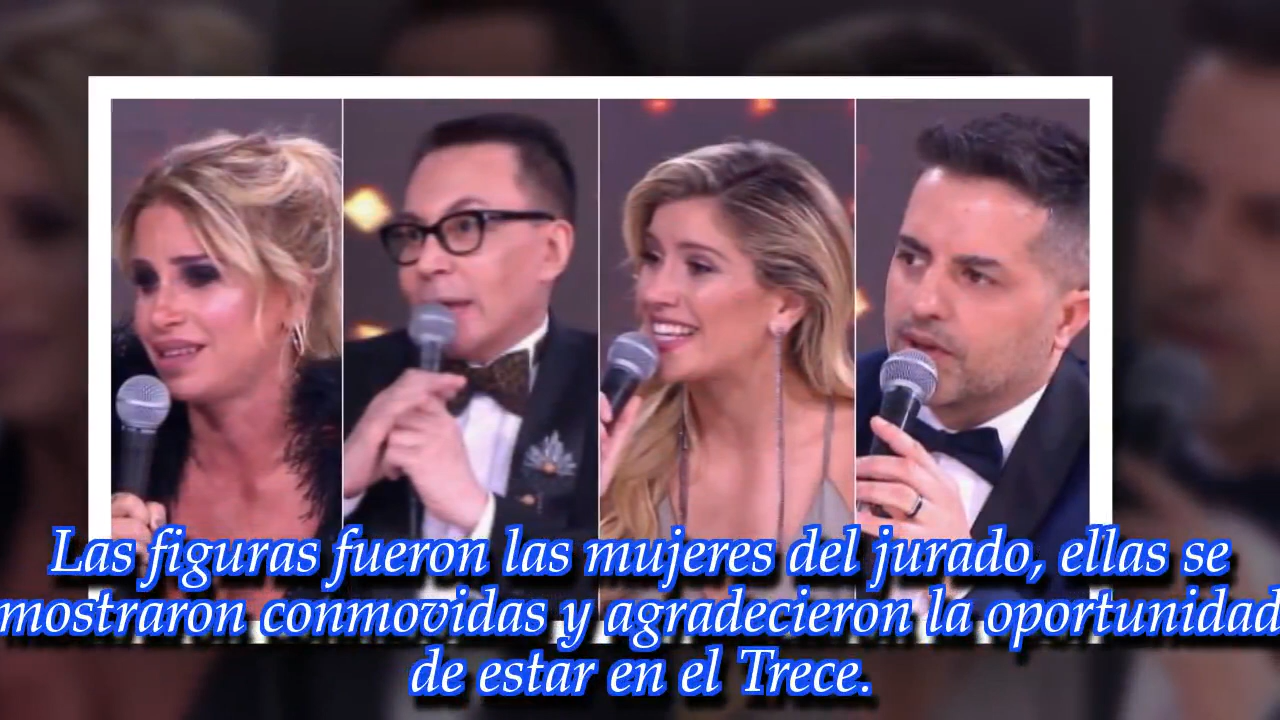 Las figuras fueron las mujeres del jurado, ellas se
mostraron conmovidas y agradecieron la oportunidad
de estar en el Trece.